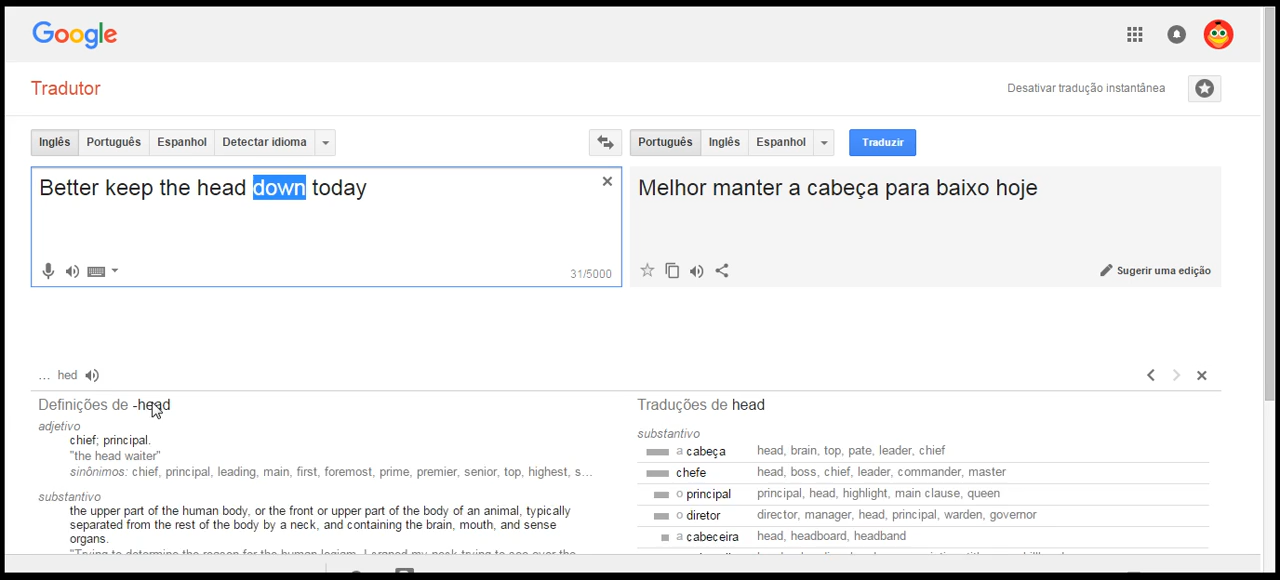 Google
Tradutor
Desativar tradução instantânea
Inglês Português Espanhol Detectar idioma
Português Inglês Espanhol Traduzir
Better keep the head down today
Melhor manter a cabeça para baixo hoje
31/5000
Sugerir uma edição
... hed
Definições de -head
adjetivo
chief; principal.
"the head waiter"
sinônimos: chief, principal, leading, main, first, foremost, prime, premier, senior, top, highest, s...
substantivo
the upper part of the human body, or the front or upper part of the body of an animal, typically
separated from the rest of the body by a neck, and containing the brain, mouth, and sense
organs.
Traduções de head
substantivo
a cabeça head, brain, top, pate, leader, chief
chefe head, boss, chief, leader, commander, master
o principal principal, head, highlight, main clause, queen
o diretor director, manager, head, principal, warden, governor
a cabeceira head, headboard, headband